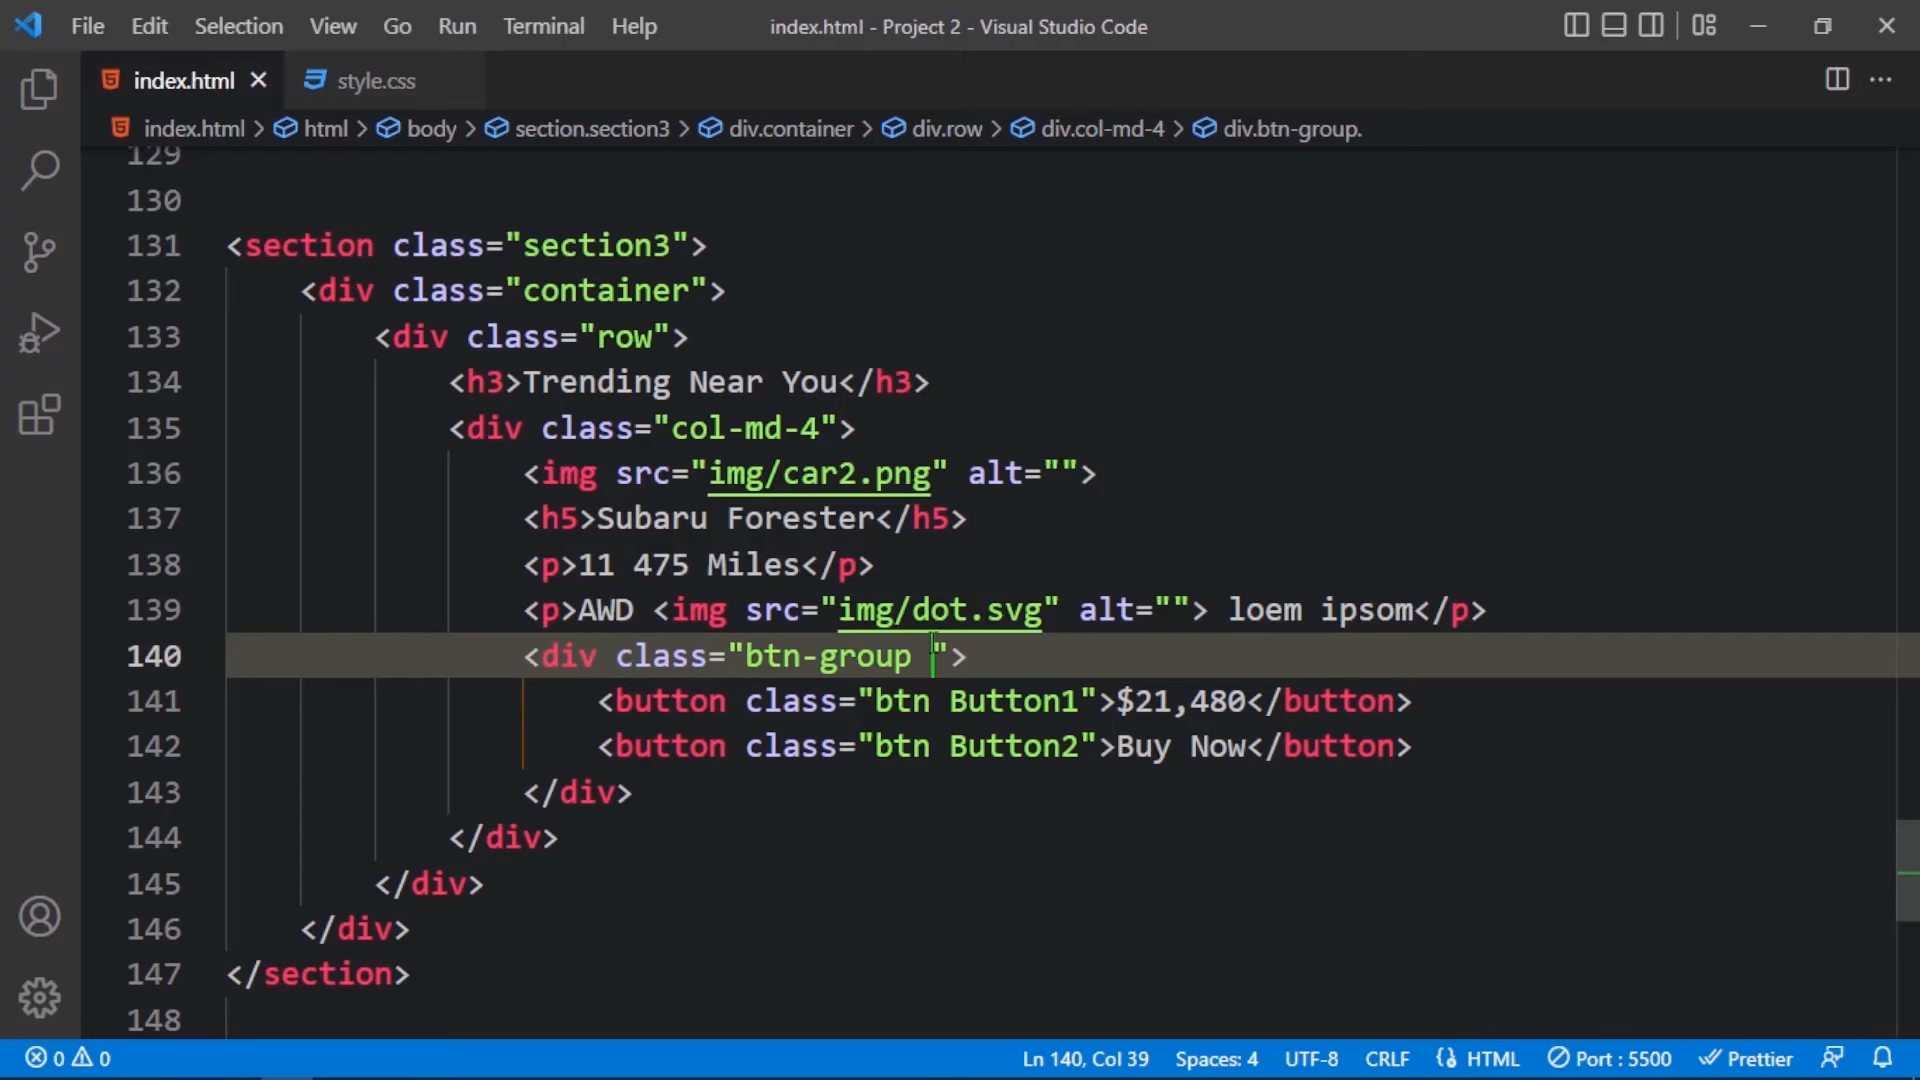 File Edit Selection View Go Run Terminal Help index.html - Project 2 - Visual Studio Code
index.html style.css
index.html > html > body > section.section3 > div.container > div.row > div.col-md-4 > div.btn-group.
129
130
131 <section class="section3">
132 <div class="container">
133 <div class="row">
134 <h3>Trending Near You</h3>
135 <div class="col-md-4">
136 <img src="img/car2.png" alt="">
137 <h5>Subaru Forester</h5>
138 <p>11 475 Miles</p>
139 <p>AWD <img src="img/dot.svg" alt=""> loem ipsom</p>
140 <div class="btn-group ">
141 <button class="btn Button1">$21,480</button>
142 <button class="btn Button2">Buy Now</button>
143 </div>
144 </div>
145 </div>
146 </div>
147 </section>
148
0 0 Ln 140, Col 39 Spaces: 4 UTF-8 CRLF HTML Port : 5500 Prettier